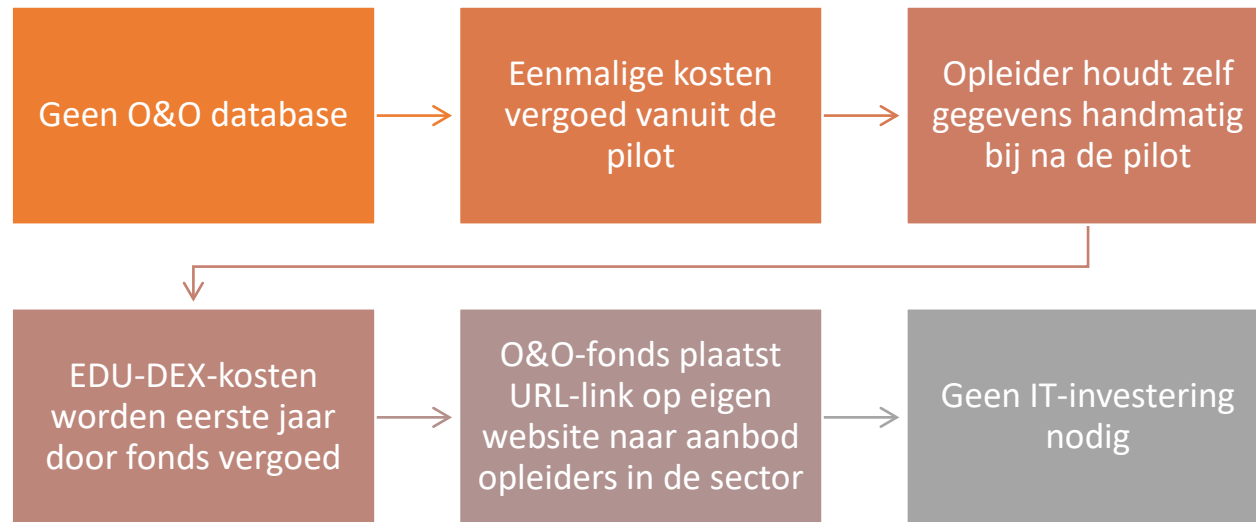 Geen O&O database
Eenmalige kosten
vergoed vanuit de
pilot
Opleider houdt zelf
gegevens handmatig
bij na de pilot
EDU-DEX-kosten
worden eerste jaar
door fonds vergoed
O&O-fonds plaatst
URL-link op eigen
website naar aanbod
opleiders in de sector
Geen IT-investering
nodig